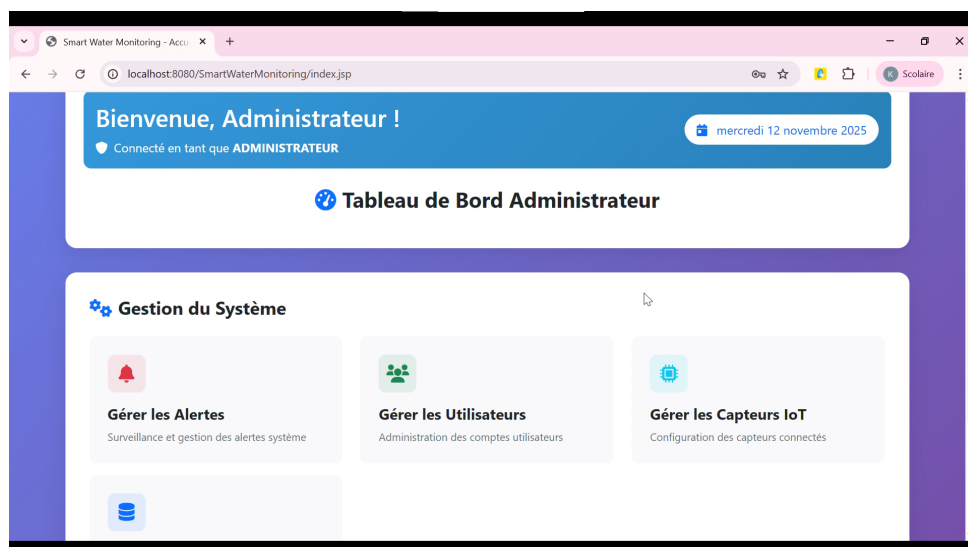 Smart Water Monitoring - Accu
localhost:8080/SmartWaterMonitoring/index.jsp
K Scolaire
Bienvenue, Administrateur !
Connecté en tant que ADMINISTRATEUR
mercredi 12 novembre 2025
Tableau de Bord Administrateur
Gestion du Système
Gérer les Alertes
Surveillance et gestion des alertes système
Gérer les Utilisateurs
Administration des comptes utilisateurs
Gérer les Capteurs IoT
Configuration des capteurs connectés